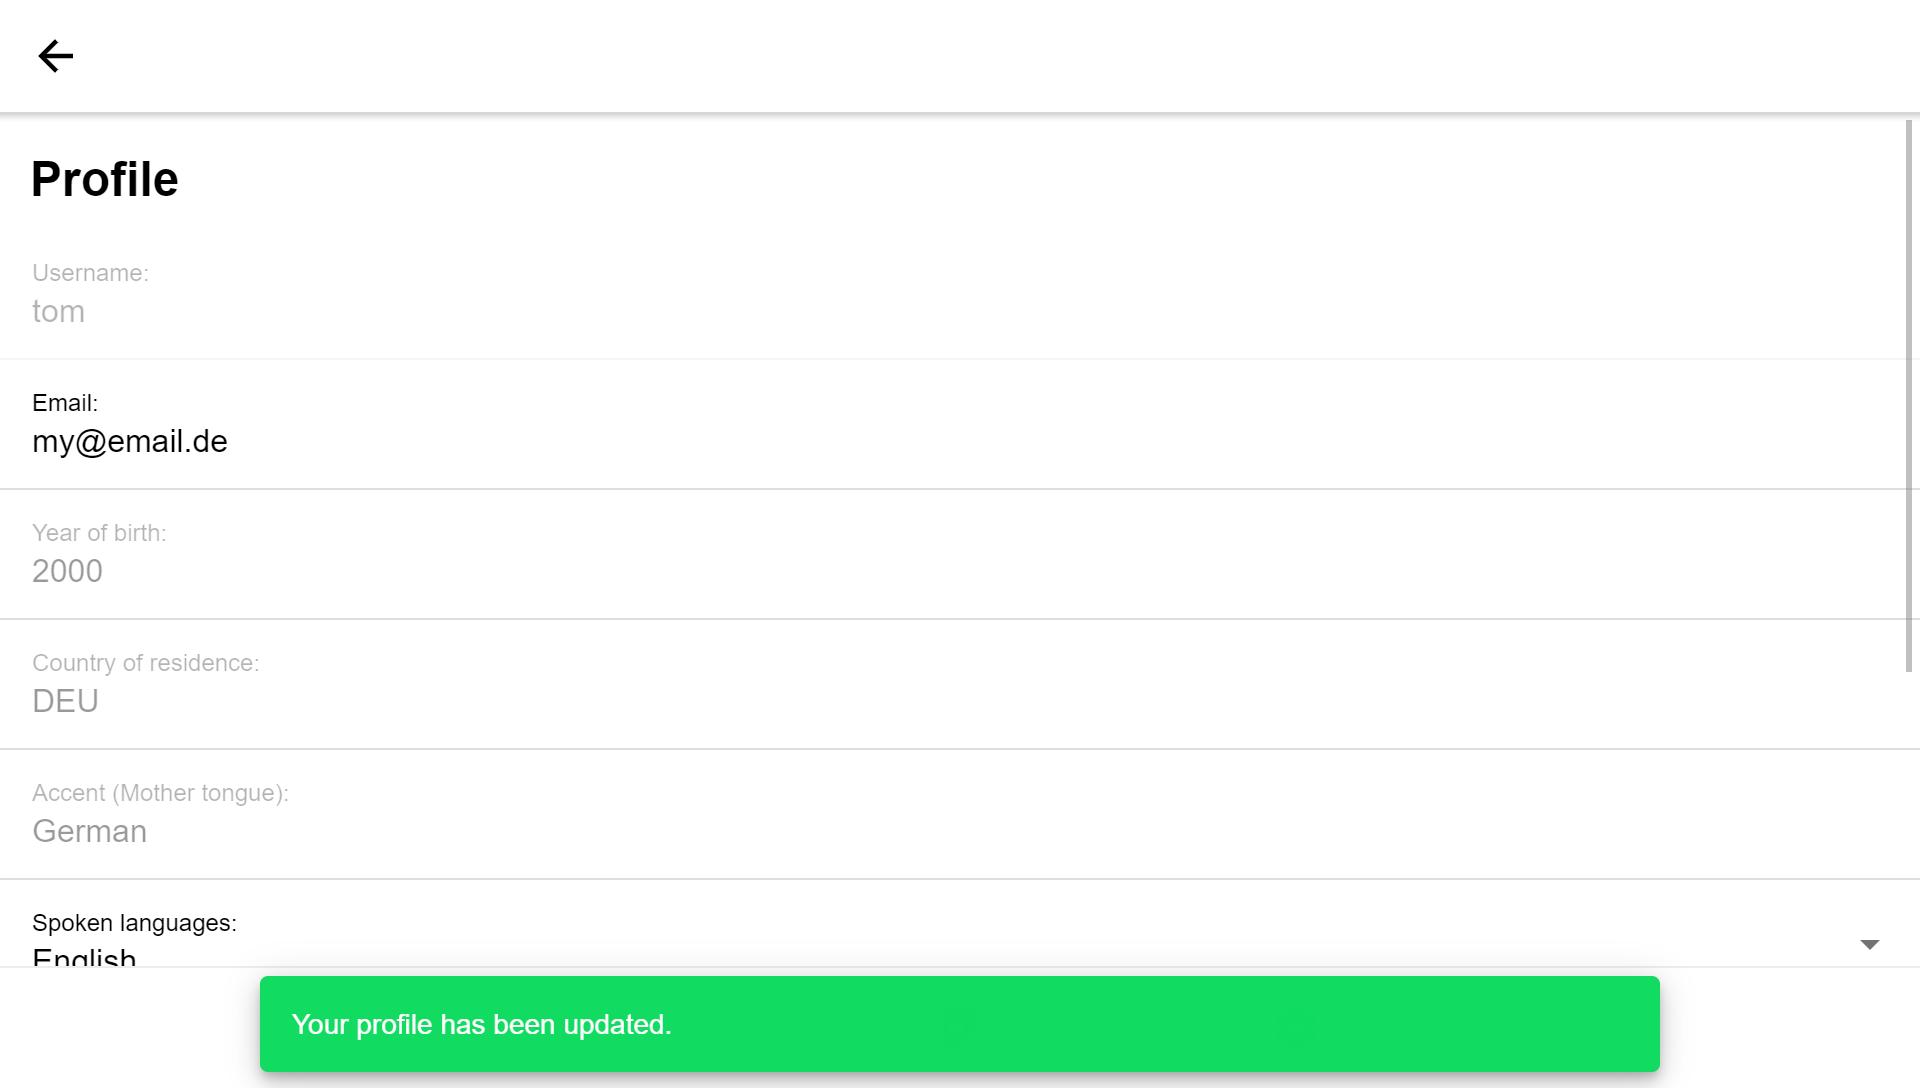 Profile
Username:
tom
Email:
my@email.de
Year of birth:
2000
Country of residence:
DEU
Accent (Mother tongue):
German
Spoken languages:
English
Your profile has been updated.